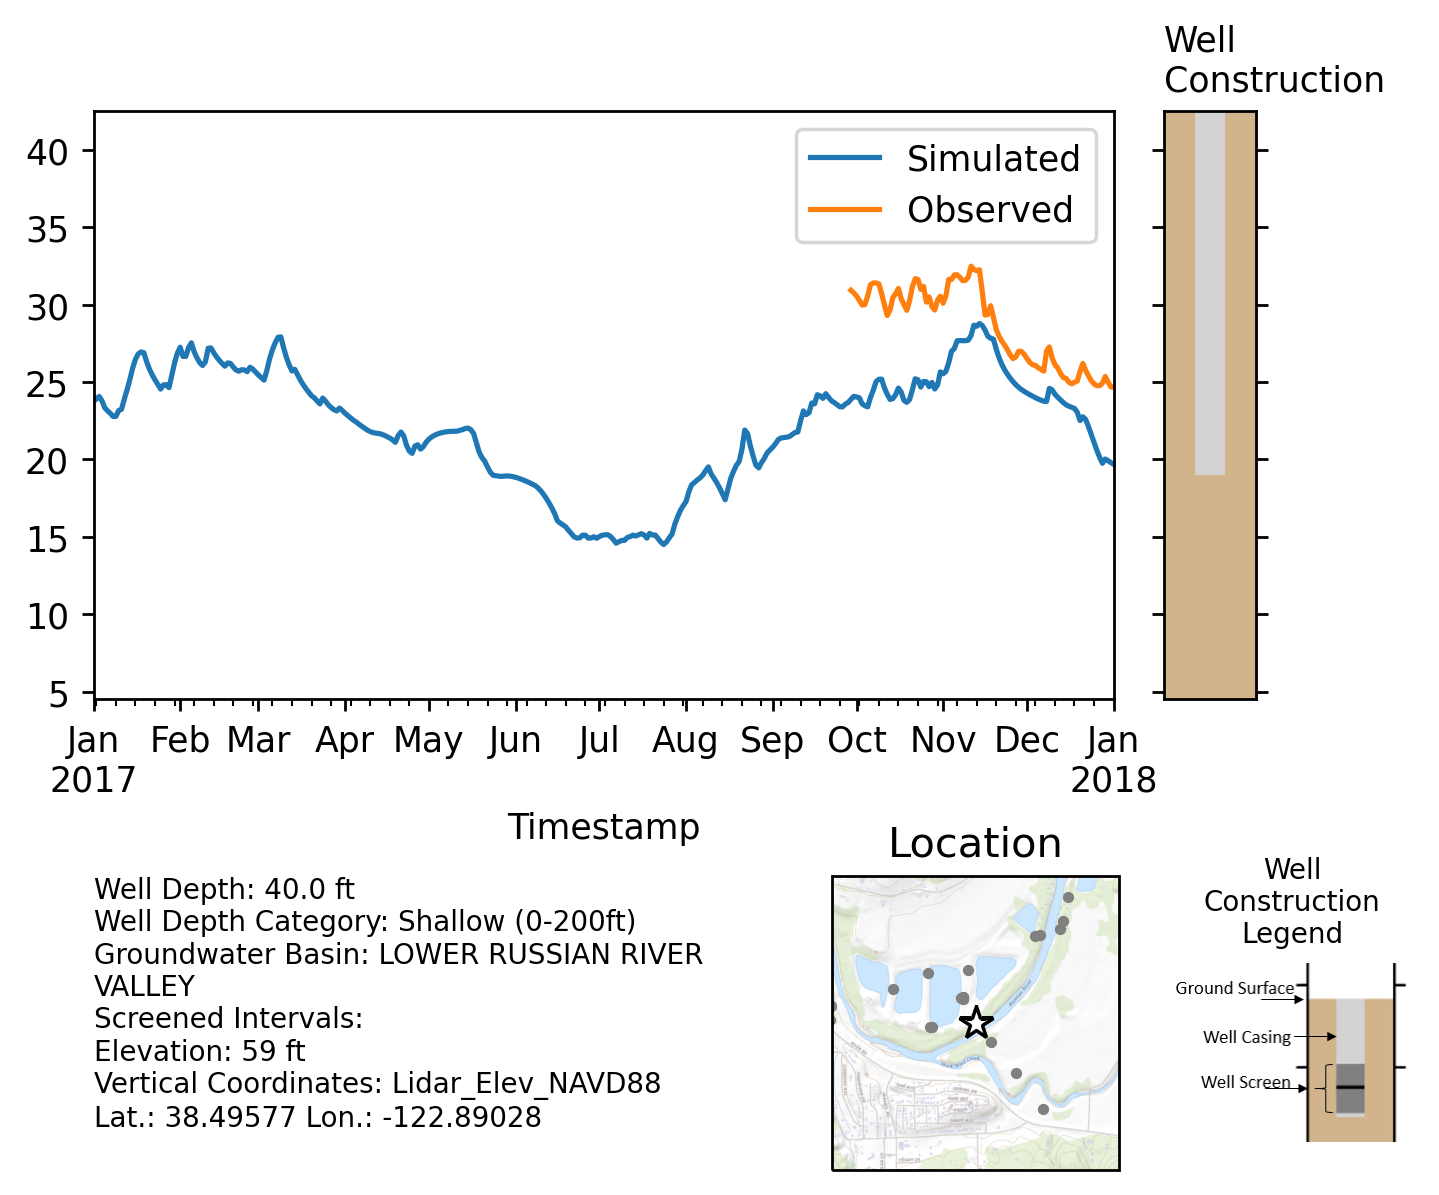 Well
Construction
40
35
30
25
20
15
10
5
Simulated
Observed
Jan Feb Mar Apr May Jun Jul Aug Sep Oct Nov Dec Jan
2017 2018
Timestamp
Well Depth: 40.0 ft
Well Depth Category: Shallow (0-200ft)
Groundwater Basin: LOWER RUSSIAN RIVER
VALLEY
Screened Intervals:
Elevation: 59 ft
Vertical Coordinates: Lidar_Elev_NAVD88
Lat.: 38.49577 Lon.: -122.89028
Location
Well
Construction
Legend
Ground Surface
Well Casing
Well Screen